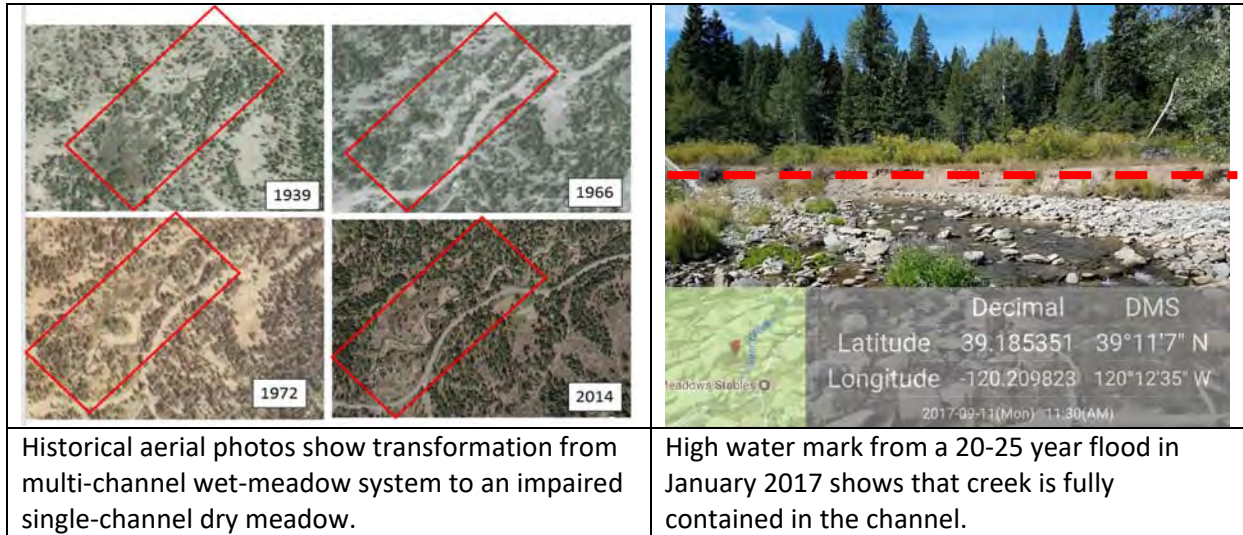 1939
1966
1972
2014
Decimal DMS
Latitude 39.185351 39°11'7" N
Longitude -120.209823 120°12'35" W
Meadows Stables
2017-09-11(Mon) 11:30(AM)
Historical aerial photos show transformation from
multi-channel wet-meadow system to an impaired
single-channel dry meadow.
High water mark from a 20-25 year flood in
January 2017 shows that creek is fully
contained in the channel.